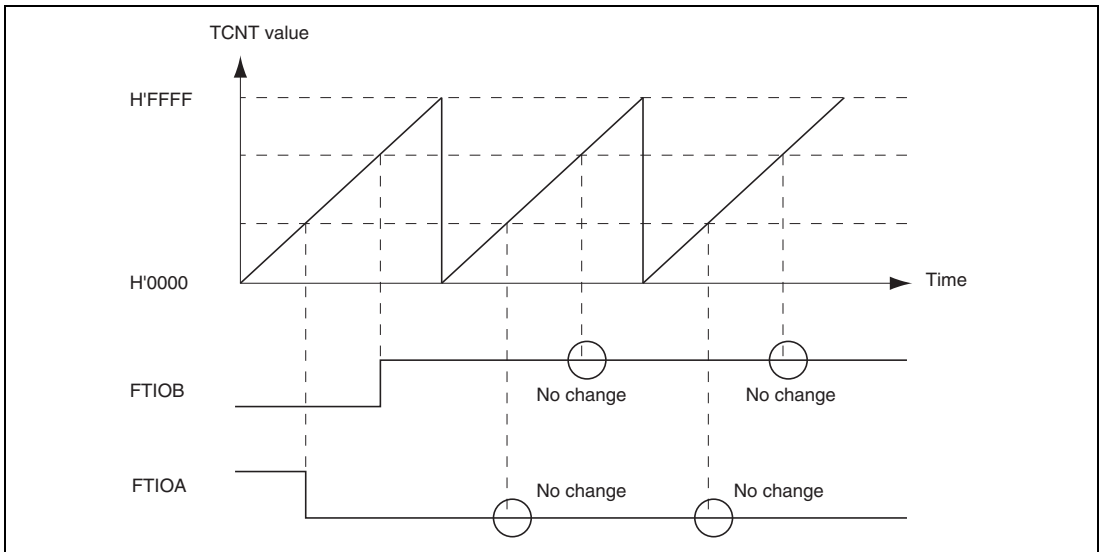 TCNT value
H'FFFF
H'0000
Time
FTIOB
No change
No change
FTIOA
No change
No change